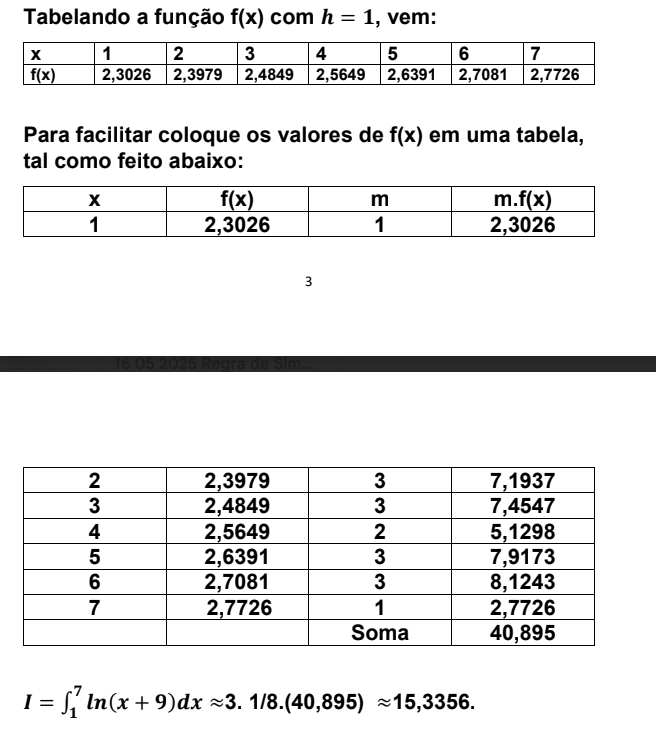 Tabelando a função f(x) com h = 1, vem:
x 1 2 3 4 5 6 7
f(x) 2,3026 2,3979 2,4849 2,5649 2,6391 2,7081 2,7726
Para facilitar coloque os valores de f(x) em uma tabela,
tal como feito abaixo:
x f(x) m m.f(x)
1 2,3026 1 2,3026
3
16 05 2025 Regra de Sim...
2 2,3979 3 7,1937
3 2,4849 3 7,4547
4 2,5649 2 5,1298
5 2,6391 3 7,9173
6 2,7081 3 8,1243
7 2,7726 1 2,7726
Soma 40,895
I = ∫₁⁷ ln(x + 9)dx ≈3. 1/8.(40,895) ≈15,3356.